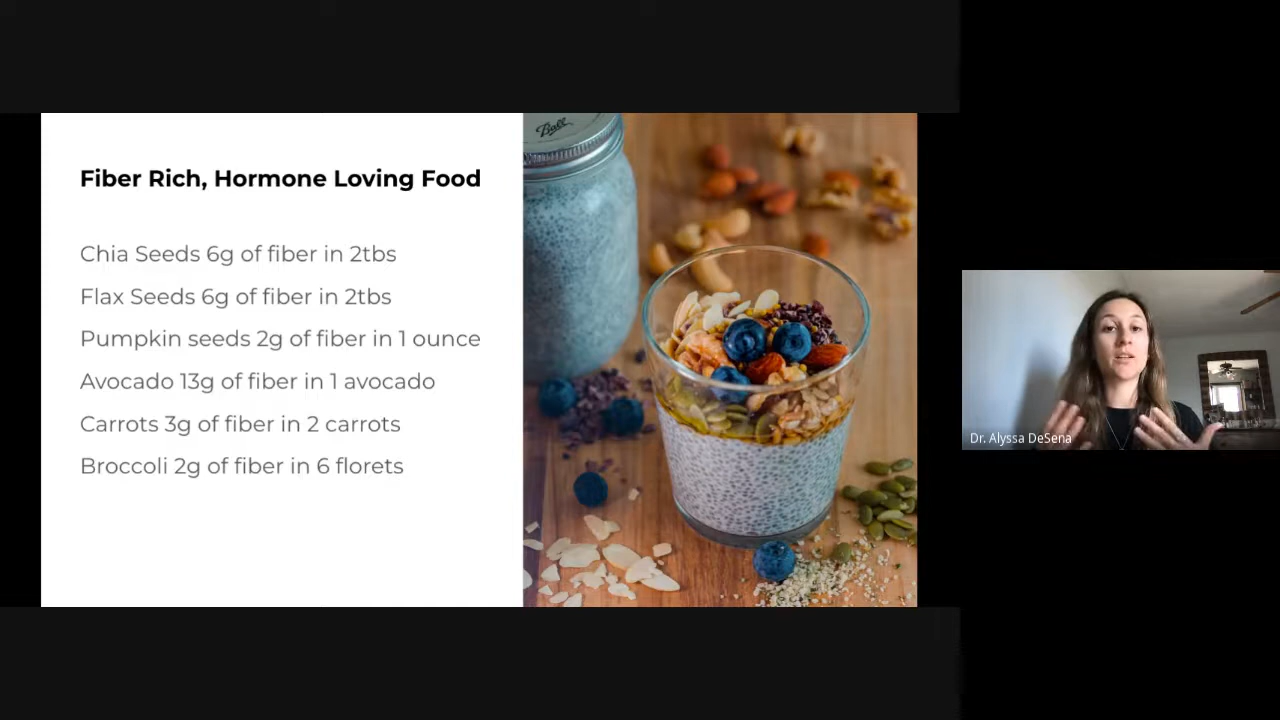 Fiber Rich, Hormone Loving Food
Chia Seeds 6g of fiber in 2tbs
Flax Seeds 6g of fiber in 2tbs
Pumpkin seeds 2g of fiber in 1 ounce
Avocado 13g of fiber in 1 avocado
Carrots 3g of fiber in 2 carrots
Broccoli 2g of fiber in 6 florets
Ball
Dr. Alyssa DeSena